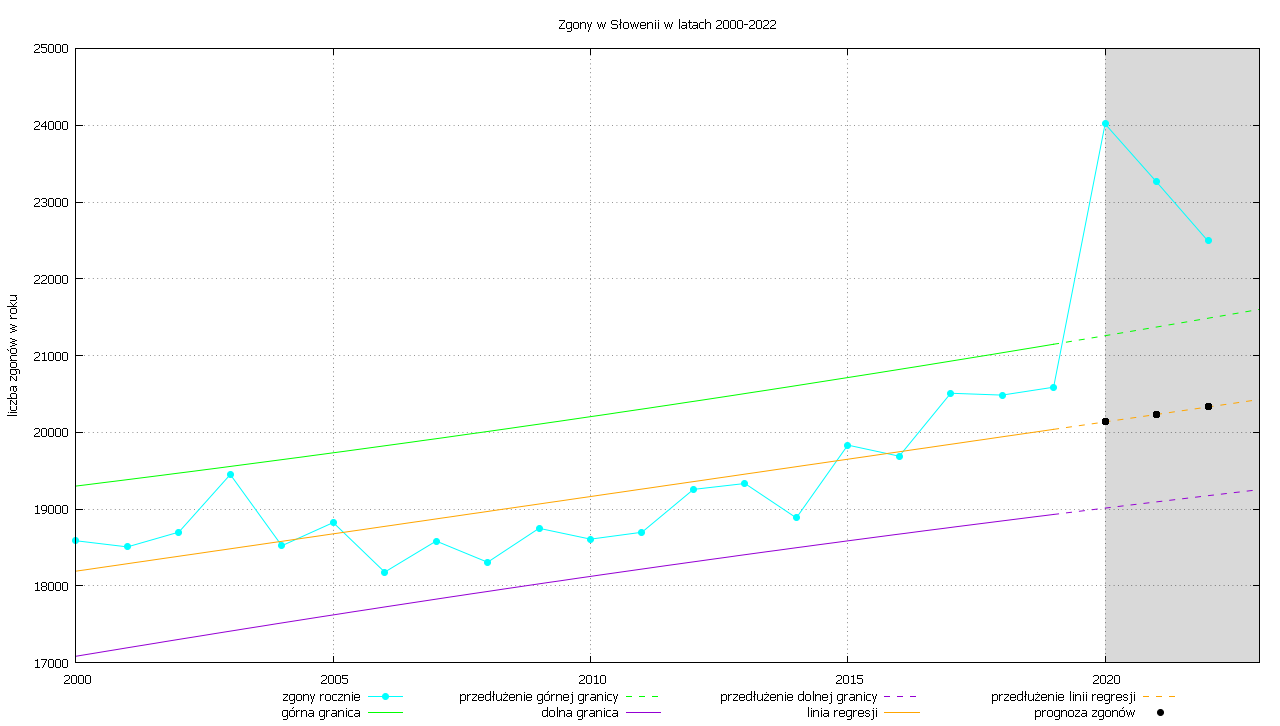 Zgony w Słowenii w latach 2000-2022
25000
24000
23000
22000
21000
20000
19000
18000
17000
liczba zgonów w roku
2000 2005 2010 2015 2020
zgony rocznie przedłużenie górnej granicy przedłużenie dolnej granicy przedłużenie linii regresji
górna granica dolna granica linia regresji prognoza zgonów